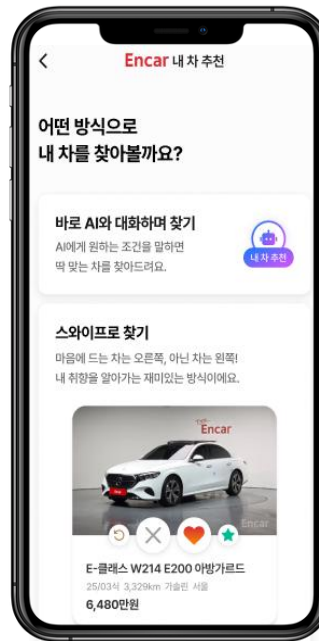 Encar 내 차 추천
어떤 방식으로
내 차를 찾아볼까요?
바로 AI와 대화하며 찾기
AI에게 원하는 조건을 말하면
딱 맞는 차를 찾아드려요.
내 차 추천
스와이프로 찾기
마음에 드는 차는 오른쪽, 아닌 차는 왼쪽!
내 취향을 알아가는 재미있는 방식이에요.
Encar
Encar
E-클래스 W214 E200 아방가르드
25/03식 3,329km 가솔린 서울
6,480만원